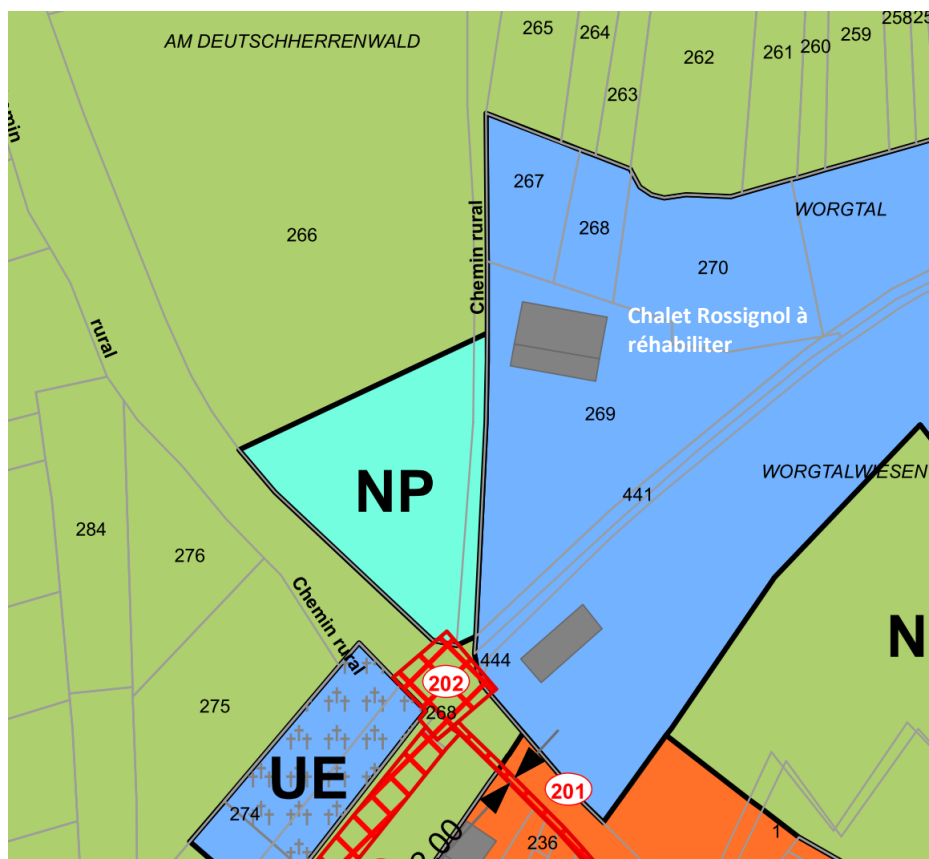 265
264
263
262
261
260
259
258
AM DEUTSCHHERRENWALD
267
268
270
WORGTAL
266
Chemin rural
Chalet Rossignol à
réhabiliter
rural
269
NP
441
WORGTALWIESEN
284
276
N
Chemin rural
444
202
268
275
UE
274
201
236
1